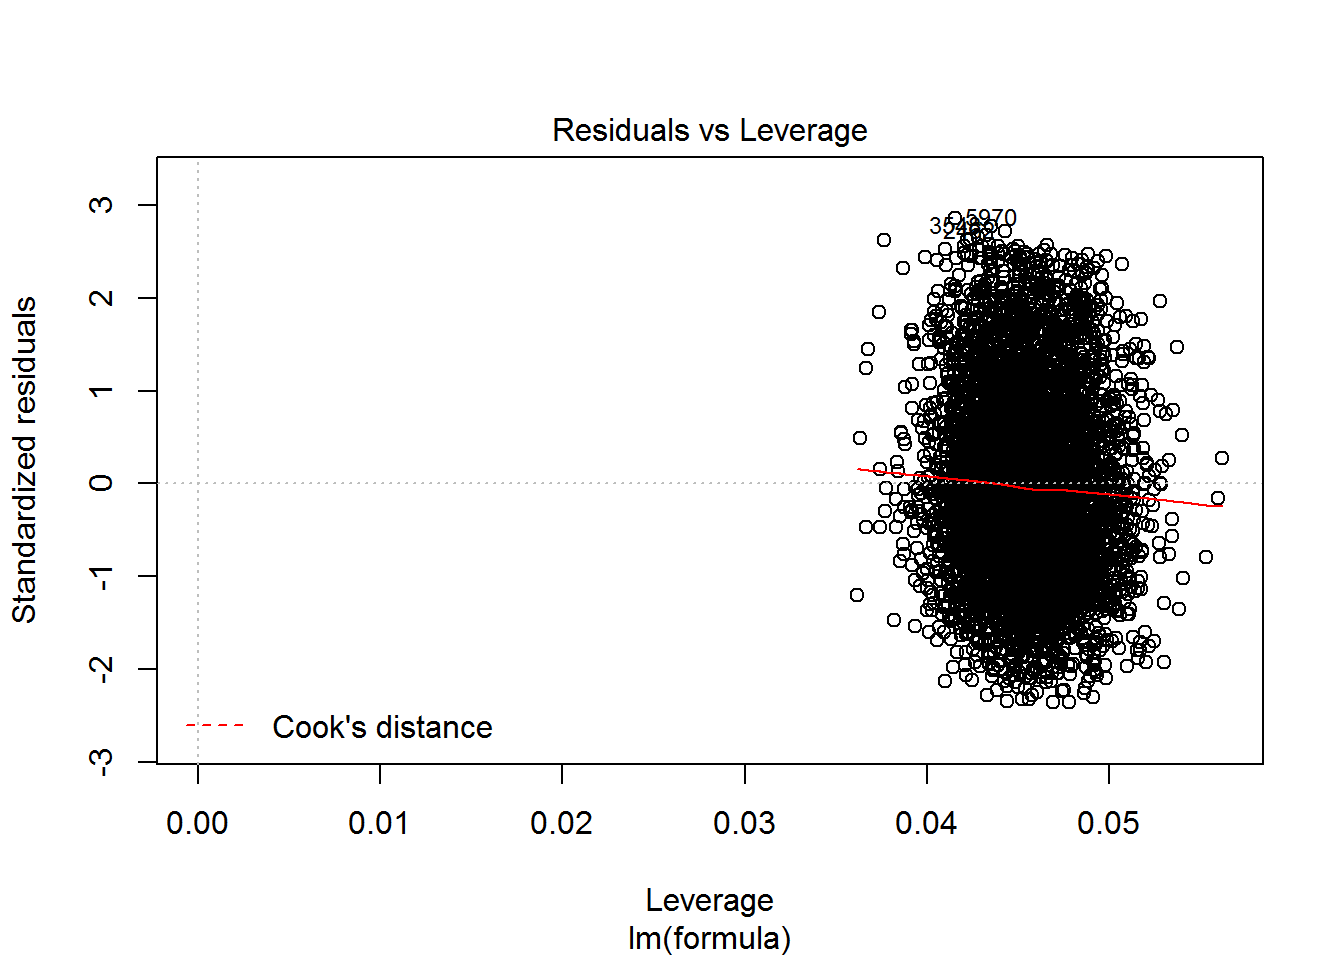 Residuals vs Leverage
Standardized residuals
3
2
1
0
-1
-2
-3
5970
Cook's distance
0.00 0.01 0.02 0.03 0.04 0.05
Leverage
lm(formula)